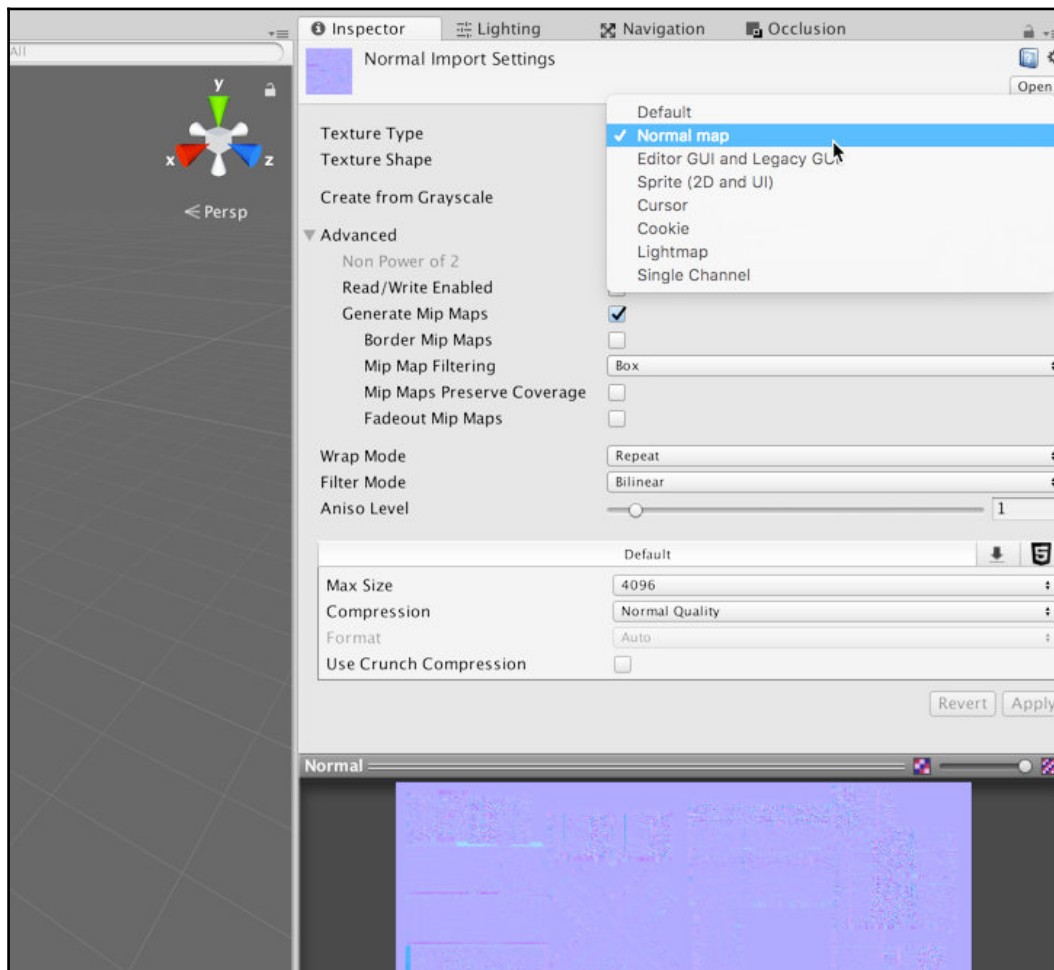 All
Inspector Lighting Navigation Occlusion
Normal Import Settings
Open
y
x z
Persp
Texture Type
Texture Shape
Create from Grayscale
Default
✓ Normal map
Editor GUI and Legacy GUI
Sprite (2D and UI)
Cursor
Cookie
Lightmap
Single Channel
Advanced
Non Power of 2
Read/Write Enabled
Generate Mip Maps
Border Mip Maps
Mip Map Filtering Box
Mip Maps Preserve Coverage
Fadeout Mip Maps
Wrap Mode Repeat
Filter Mode Bilinear
Aniso Level 1
Default
Max Size 4096
Compression Normal Quality
Format Auto
Use Crunch Compression
Revert Apply
Normal